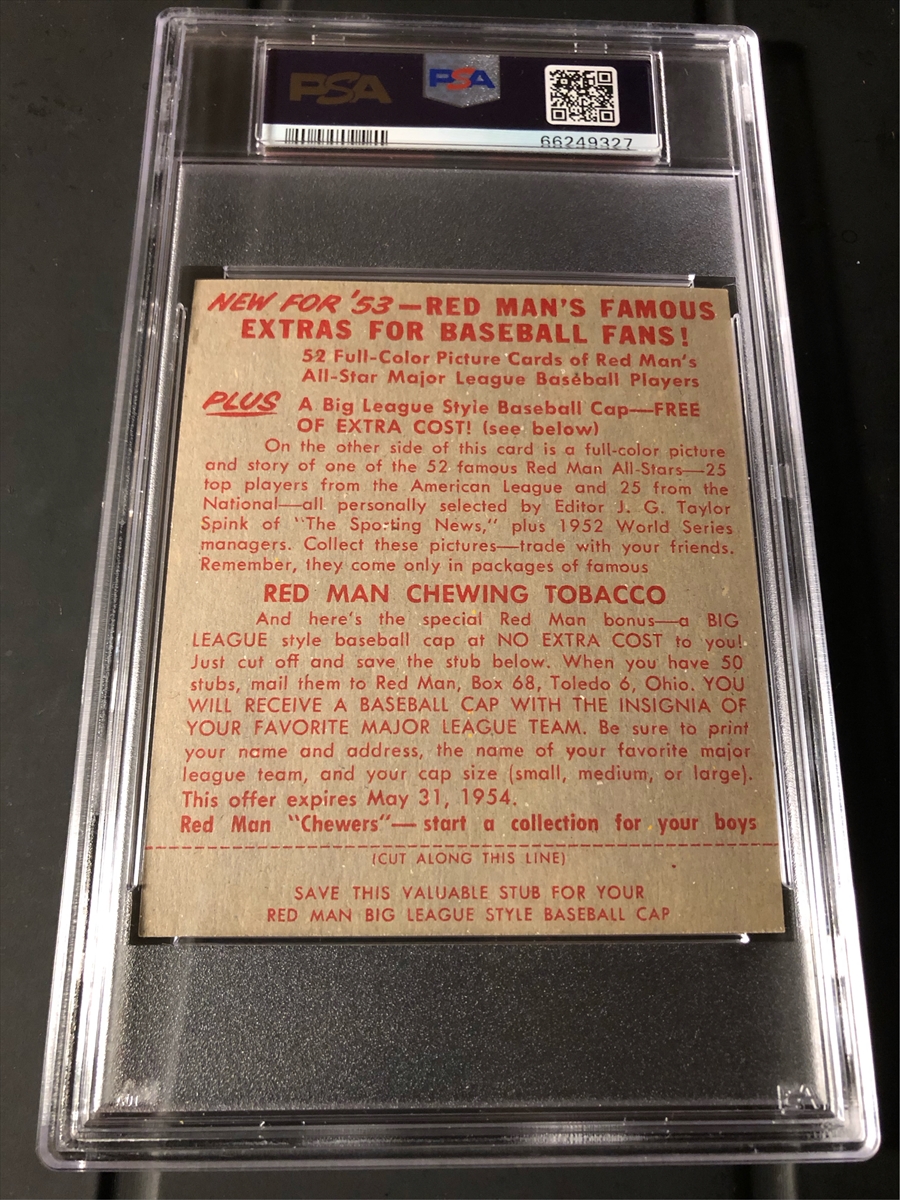 PSA
PSA
66249327
NEW FOR '53—RED MAN'S FAMOUS
EXTRAS FOR BASEBALL FANS!
52 Full-Color Picture Cards of Red Man's
All-Star Major League Baseball Players
PLUS A Big League Style Baseball Cap—FREE
OF EXTRA COST! (see below)
On the other side of this card is a full-color picture
and story of one of the 52 famous Red Man All-Stars—25
top players from the American League and 25 from the
National—all personally selected by Editor J. G. Taylor
Spink of "The Sporting News," plus 1952 World Series
managers. Collect these pictures—trade with your friends.
Remember, they come only in packages of famous
RED MAN CHEWING TOBACCO
And here's the special Red Man bonus—a BIG
LEAGUE style baseball cap at NO EXTRA COST to you!
Just cut off and save the stub below. When you have 50
stubs, mail them to Red Man, Box 68, Toledo 6, Ohio. YOU
WILL RECEIVE A BASEBALL CAP WITH THE INSIGNIA OF
YOUR FAVORITE MAJOR LEAGUE TEAM. Be sure to print
your name and address, the name of your favorite major
league team, and your cap size (small, medium, or large).
This offer expires May 31, 1954.
Red Man "Chewers"—start a collection for your boys
(CUT ALONG THIS LINE)
SAVE THIS VALUABLE STUB FOR YOUR
RED MAN BIG LEAGUE STYLE BASEBALL CAP